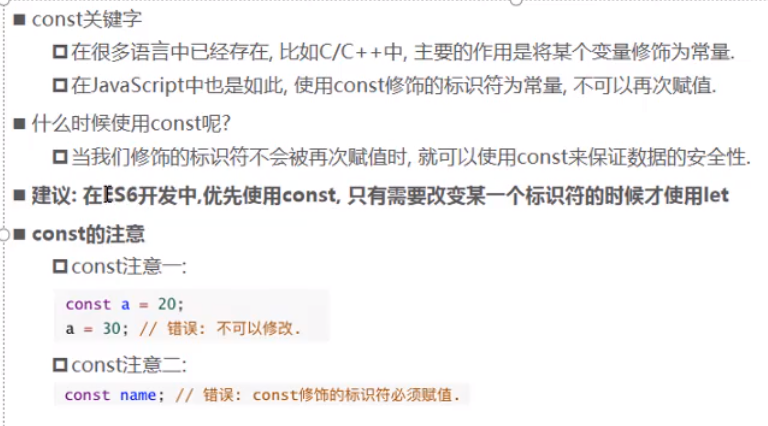 const关键字
在很多语言中已经存在, 比如C/C++中, 主要的作用是将某个变量修饰为常量.
在JavaScript中也是如此, 使用const修饰的标识符为常量, 不可以再次赋值.
什么时候使用const呢?
当我们修饰的标识符不会被再次赋值时, 就可以使用const来保证数据的安全性.
建议: 在ES6开发中,优先使用const, 只有需要改变某一个标识符的时候才使用let
const的注意
const注意一:
const a = 20;
a = 30; // 错误: 不可以修改.
const注意二:
const name; // 错误: const修饰的标识符必须赋值.